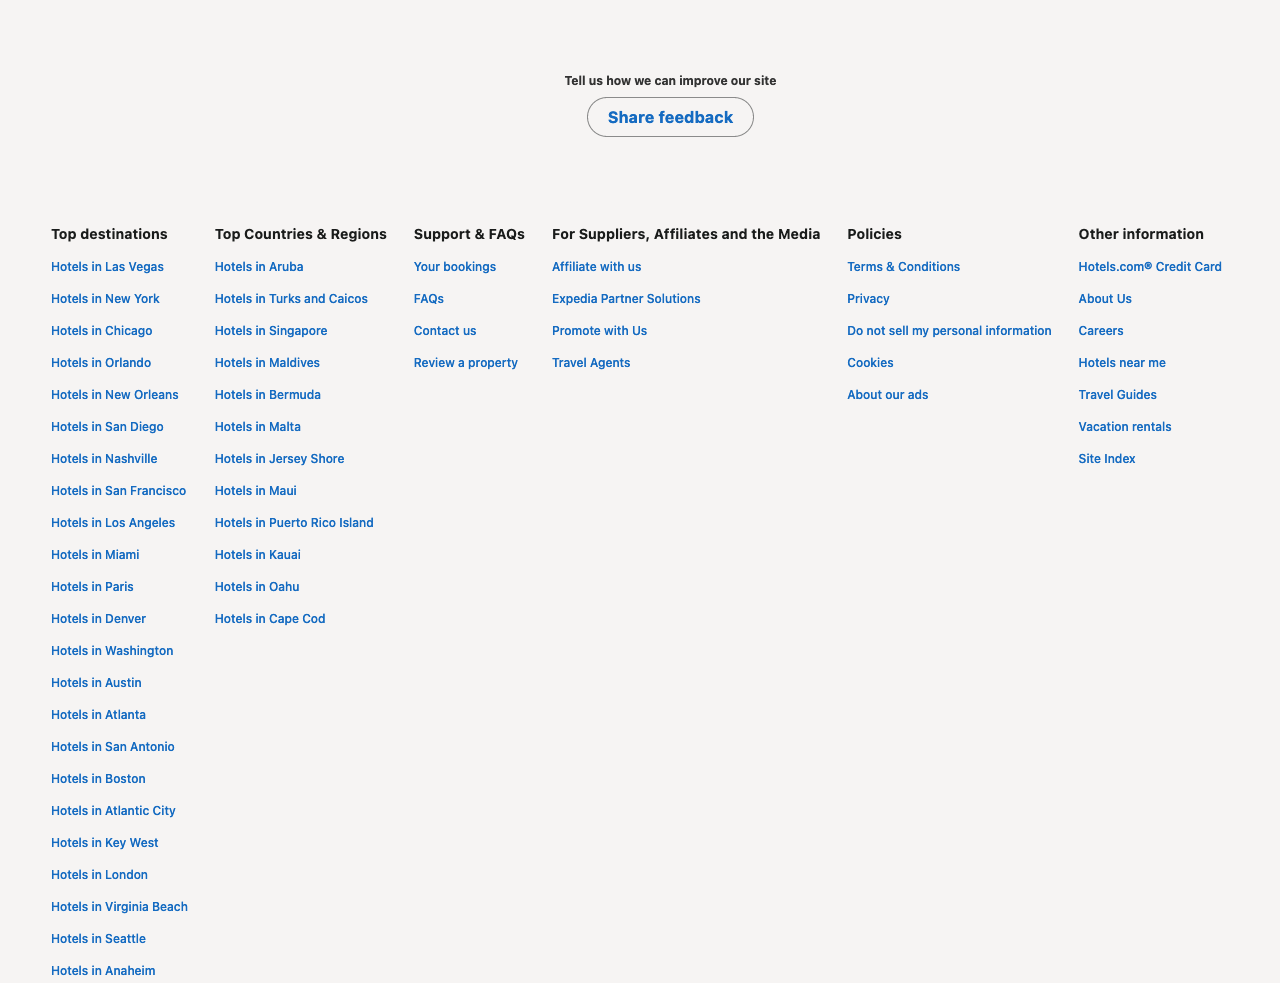 Tell us how we can improve our site
Share feedback
Top destinations
Hotels in Las Vegas
Hotels in New York
Hotels in Chicago
Hotels in Orlando
Hotels in New Orleans
Hotels in San Diego
Hotels in Nashville
Hotels in San Francisco
Hotels in Los Angeles
Hotels in Miami
Hotels in Paris
Hotels in Denver
Hotels in Washington
Hotels in Austin
Hotels in Atlanta
Hotels in San Antonio
Hotels in Boston
Hotels in Atlantic City
Hotels in Key West
Hotels in London
Hotels in Virginia Beach
Hotels in Seattle
Hotels in Anaheim
Top Countries & Regions
Hotels in Aruba
Hotels in Turks and Caicos
Hotels in Singapore
Hotels in Maldives
Hotels in Bermuda
Hotels in Malta
Hotels in Jersey Shore
Hotels in Maui
Hotels in Puerto Rico Island
Hotels in Kauai
Hotels in Oahu
Hotels in Cape Cod
Support & FAQs
Your bookings
FAQs
Contact us
Review a property
For Suppliers, Affiliates and the Media
Affiliate with us
Expedia Partner Solutions
Promote with Us
Travel Agents
Policies
Terms & Conditions
Privacy
Do not sell my personal information
Cookies
About our ads
Other information
Hotels.com® Credit Card
About Us
Careers
Hotels near me
Travel Guides
Vacation rentals
Site Index